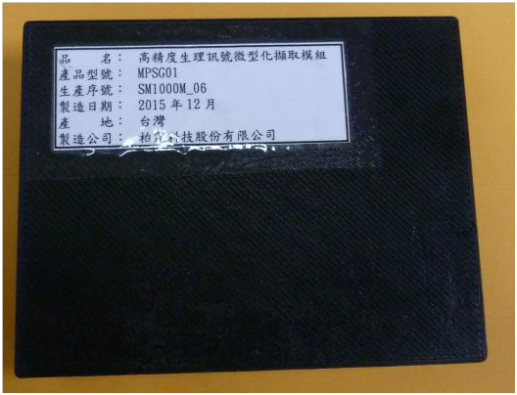 品　　名： 高精度生理訊號微型化擷取模組
產品型號： MPSG01
生產序號： SM1000M_06
製造日期： 2015 年 12 月
產　　地： 台灣
製造公司： 柏 科技股份有限公司